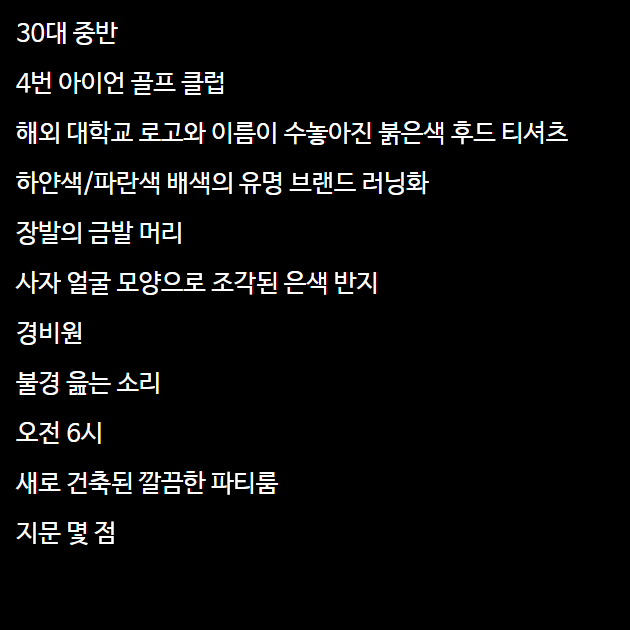 30대 중반
4번 아이언 골프 클럽
해외 대학교 로고와 이름이 수놓아진 붉은색 후드 티셔츠
하얀색/파란색 배색의 유명 브랜드 러닝화
장발의 금발 머리
사자 얼굴 모양으로 조각된 은색 반지
경비원
불경 읊는 소리
오전 6시
새로 건축된 깔끔한 파티룸
지문 몇 점